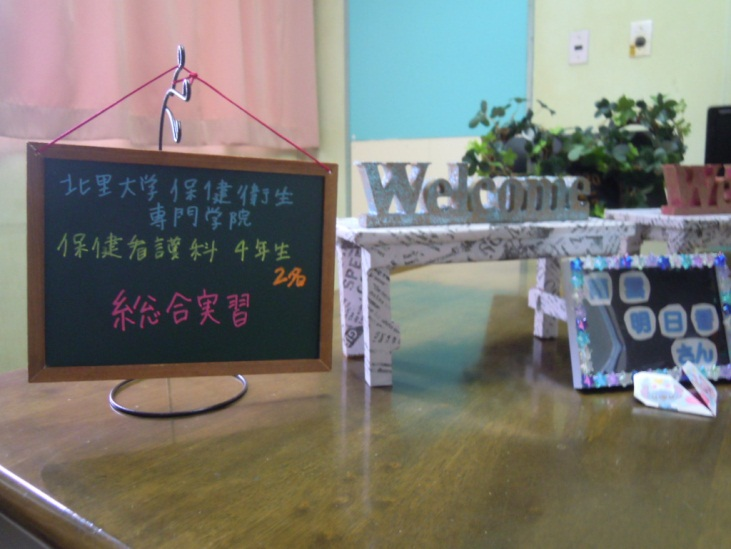 北里大学保健衛生
専門学院
保健看護科 4年生
2名
総合実習
Welcome
We
明日香
さん